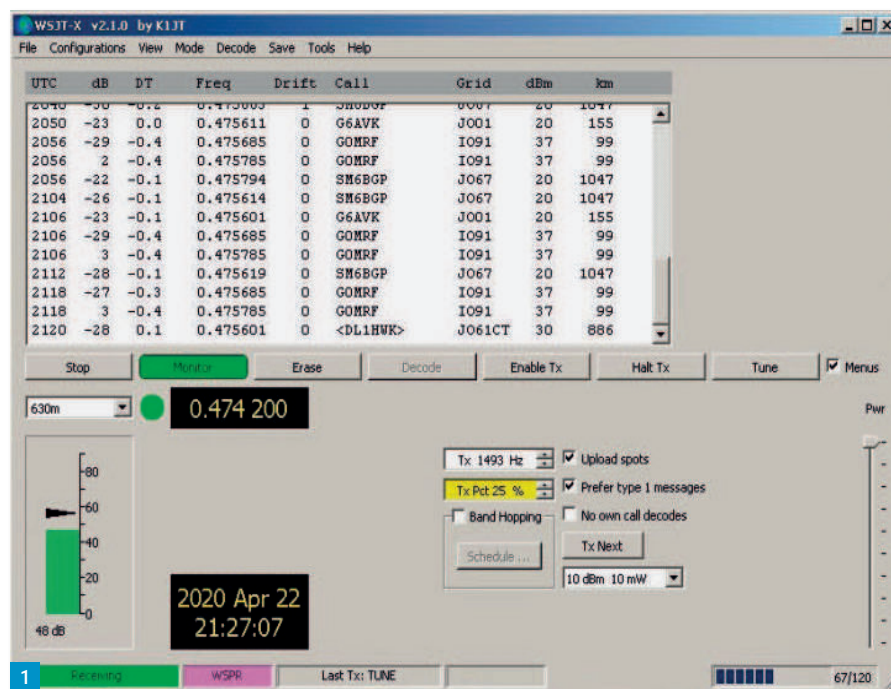 WSJT-X v2.1.0 by K1JT
File Configurations View Mode Decode Save Tools Help
UTC dB DT Freq Drift Call Grid dBm km
2050 -23 0.0 0.475611 0 G6AVK JO01 20 155
2056 -29 -0.4 0.475685 0 G0MRF IO91 37 99
2056 2 -0.4 0.475785 0 G0MRF IO91 37 99
2056 -22 -0.1 0.475794 0 SM6BGP JO67 20 1047
2104 -26 -0.1 0.475614 0 SM6BGP JO67 20 1047
2106 -23 -0.1 0.475601 0 G6AVK JO01 20 155
2106 -29 -0.4 0.475685 0 G0MRF IO91 37 99
2106 3 -0.4 0.475785 0 G0MRF IO91 37 99
2112 -28 -0.1 0.475619 0 SM6BGP JO67 20 1047
2118 -27 -0.3 0.475685 0 G0MRF IO91 37 99
2118 3 -0.4 0.475785 0 G0MRF IO91 37 99
2120 -28 0.1 0.475601 0 <DL1HWK> JO61CT 30 886
Stop Monitor Erase Decode Enable Tx Halt Tx Tune Menus
630m 0.474 200 Pwr
Tx 1493 Hz Upload spots
Tx Pct 25 % Prefer type 1 messages
Band Hopping No own call decodes
Schedule ... Tx Next
10 dBm 10 mW
80
60
40
20
0
48 dB
2020 Apr 22
21:27:07
1 Receiving WSPR Last Tx: TUNE 67/120